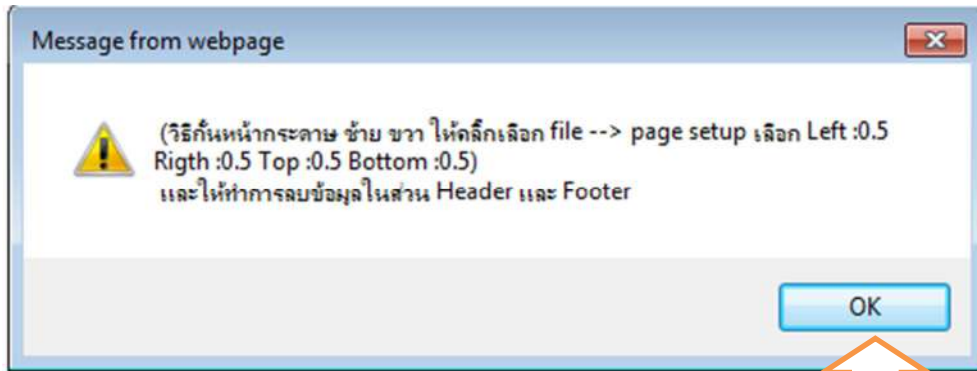 Message from webpage
(วิธีกั้นหน้ากระดาษ ซ้าย ขวา ให้คลิ๊กเลือก file --> page setup เลือก Left :0.5
Rigth :0.5 Top :0.5 Bottom :0.5)
และให้ทำการลบข้อมูลในส่วน Header และ Footer
OK